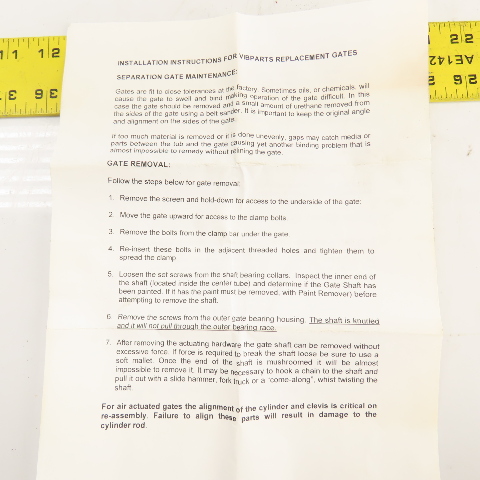 INSTALLATION INSTRUCTIONS FOR VIBPARTS REPLACEMENT GATES
SEPARATION GATE MAINTENANCE:
Gates are fit to close tolerances at the factory. Sometimes oils, or chemicals, will
cause the gate to swell and bind making operation of the gate difficult. In this
case the gate should be removed and a small amount of urethane removed from
the sides of the gate using a belt sander. It is important to keep the original angle
and alignment on the sides of the gate.
If too much material is removed or it is done unevenly, gaps may catch media or
parts between the tub and the gate causing yet another binding problem that is
almost impossible to remedy without relining the gate.
GATE REMOVAL:
Follow the steps below for gate removal:
1. Remove the screen and hold-down for access to the underside of the gate.
2. Move the gate upward for access to the clamp bolts
3. Remove the bolts from the clamp bar under the gate
4. Re-insert these bolts in the adjacent threaded holes and tighten them to
spread the clamp
5. Loosen the set screws from the shaft bearing collars. Inspect the inner end of
the shaft (located inside the center tube) and determine if the Gate Shaft has
been painted. If it has the paint must be removed, with Paint Remover) before
attempting to remove the shaft.
6. Remove the screws from the outer gate bearing housing. The shaft is knurled
and it will not pull through the outer bearing race.
7. After removing the actuating hardware the gate shaft can be removed without
excessive force. If force is required to break the shaft loose be sure to use a
soft mallet. Once the end of the shaft is mushroomed it will be almost
impossible to remove it. It may be necessary to hook a chain to the shaft and
pull it out with a slide hammer, fork truck or a "come-along", whist twisting the
shaft.
For air actuated gates the alignment of the cylinder and clevis is critical on
re-assembly. Failure to align these parts will result in damage to the
cylinder rod.
11 12
22
AE142